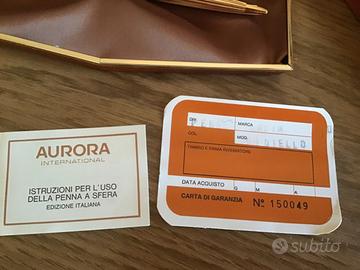 AURORA
INTERNATIONAL
ISTRUZIONI PER L'USO
DELLA PENNA A SFERA
EDIZIONE ITALIANA
MARCA
COL.
MOD.
TIMBRO E FIRMA RIVENDITORE
DATA ACQUISTO G M A
CARTA DI GARANZIA Nº 150049
subito